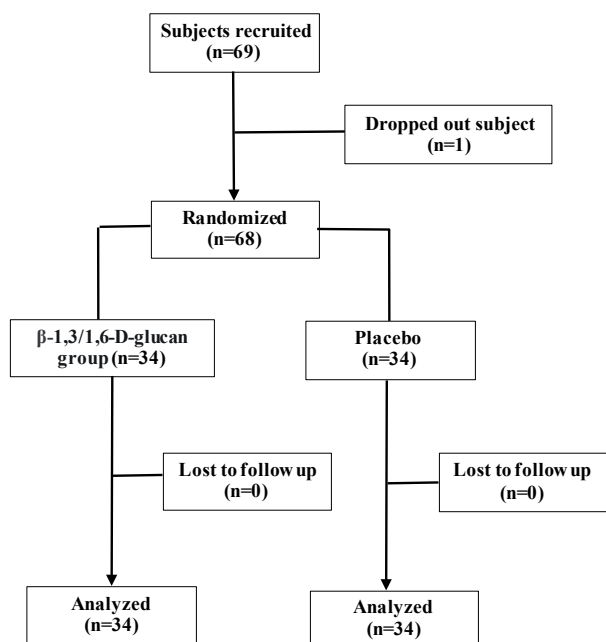 Subjects recruited
(n=69)
Dropped out subject
(n=1)
Randomized
(n=68)
β-1,3/1,6-D-glucan
group (n=34)
Placebo
(n=34)
Lost to follow up
(n=0)
Lost to follow up
(n=0)
Analyzed
(n=34)
Analyzed
(n=34)